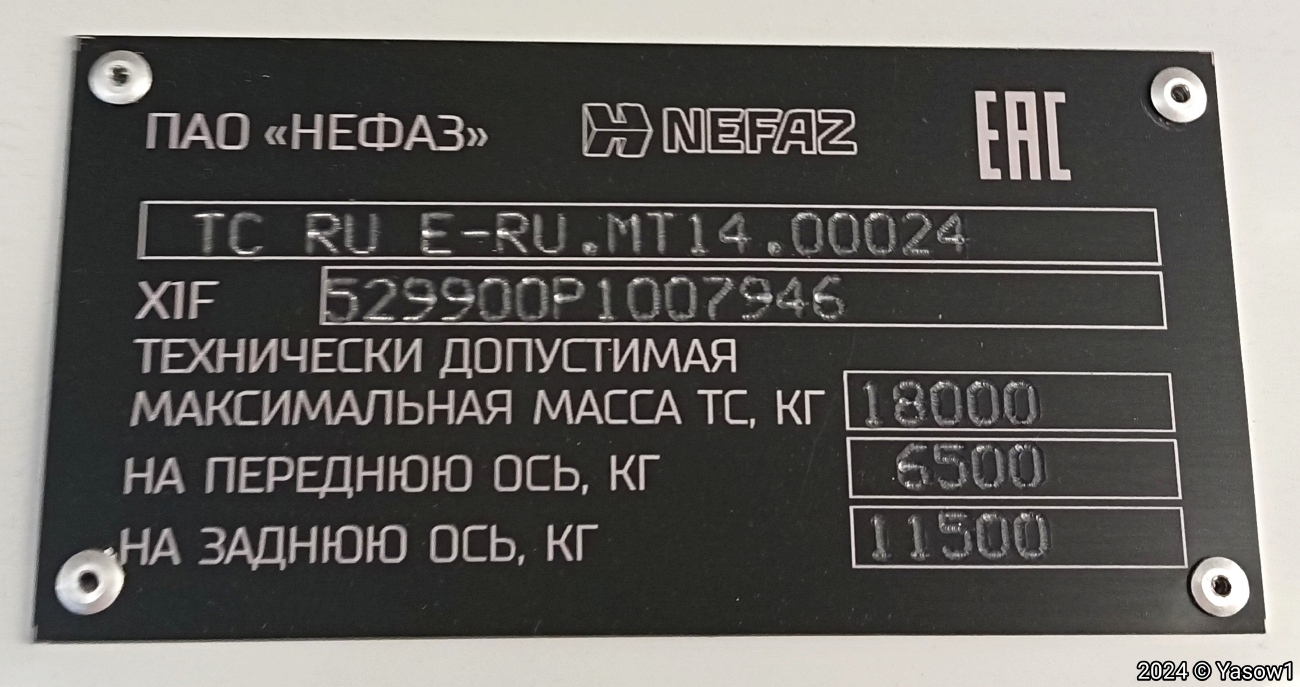 ПАО «НЕФАЗ» NEFAZ EAC
TC RU E-RU.MT14.00024
X1F 529900P1007946
ТЕХНИЧЕСКИ ДОПУСТИМАЯ
МАКСИМАЛЬНАЯ МАССА ТС, КГ 18000
НА ПЕРЕДНЮЮ ОСЬ, КГ 6500
НА ЗАДНЮЮ ОСЬ, КГ 11500
2024 © Yasow1